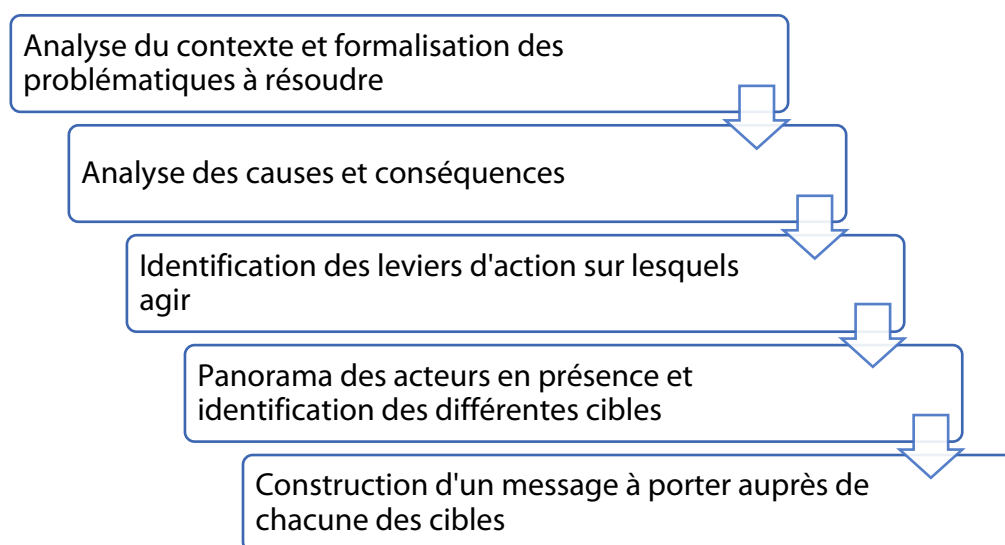 Analyse du contexte et formalisation des
problématiques à résoudre
Analyse des causes et conséquences
Identification des leviers d'action sur lesquels
agir
Panorama des acteurs en présence et
identification des différentes cibles
Construction d'un message à porter auprès de
chacune des cibles